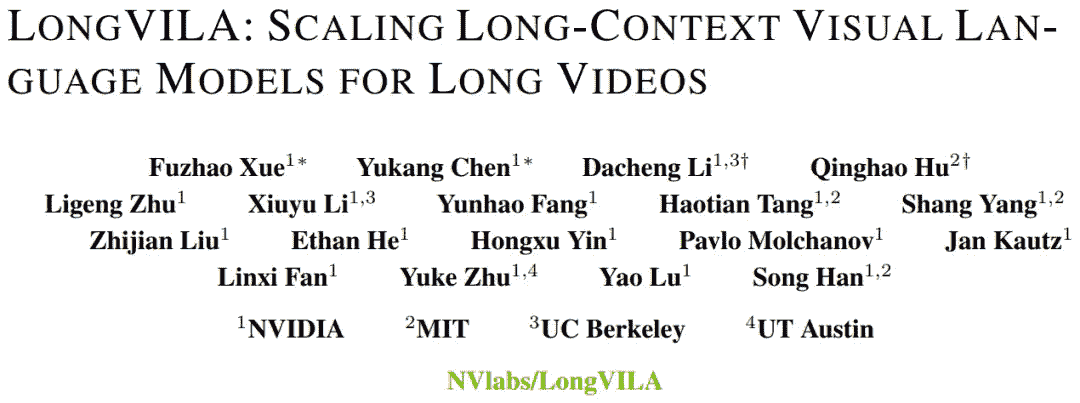 LONGVILA: SCALING LONG-CONTEXT VISUAL LAN-
GUAGE MODELS FOR LONG VIDEOS
Fuzhao Xue1* Yukang Chen1* Dacheng Li1,3† Qinghao Hu2†
Ligeng Zhu1 Xiuyu Li1,3 Yunhao Fang1 Haotian Tang1,2 Shang Yang1,2
Zhijian Liu1 Ethan He1 Hongxu Yin1 Pavlo Molchanov1 Jan Kautz1
Linxi Fan1 Yuke Zhu1,4 Yao Lu1 Song Han1,2
1NVIDIA 2MIT 3UC Berkeley 4UT Austin
NVlabs/LongVILA